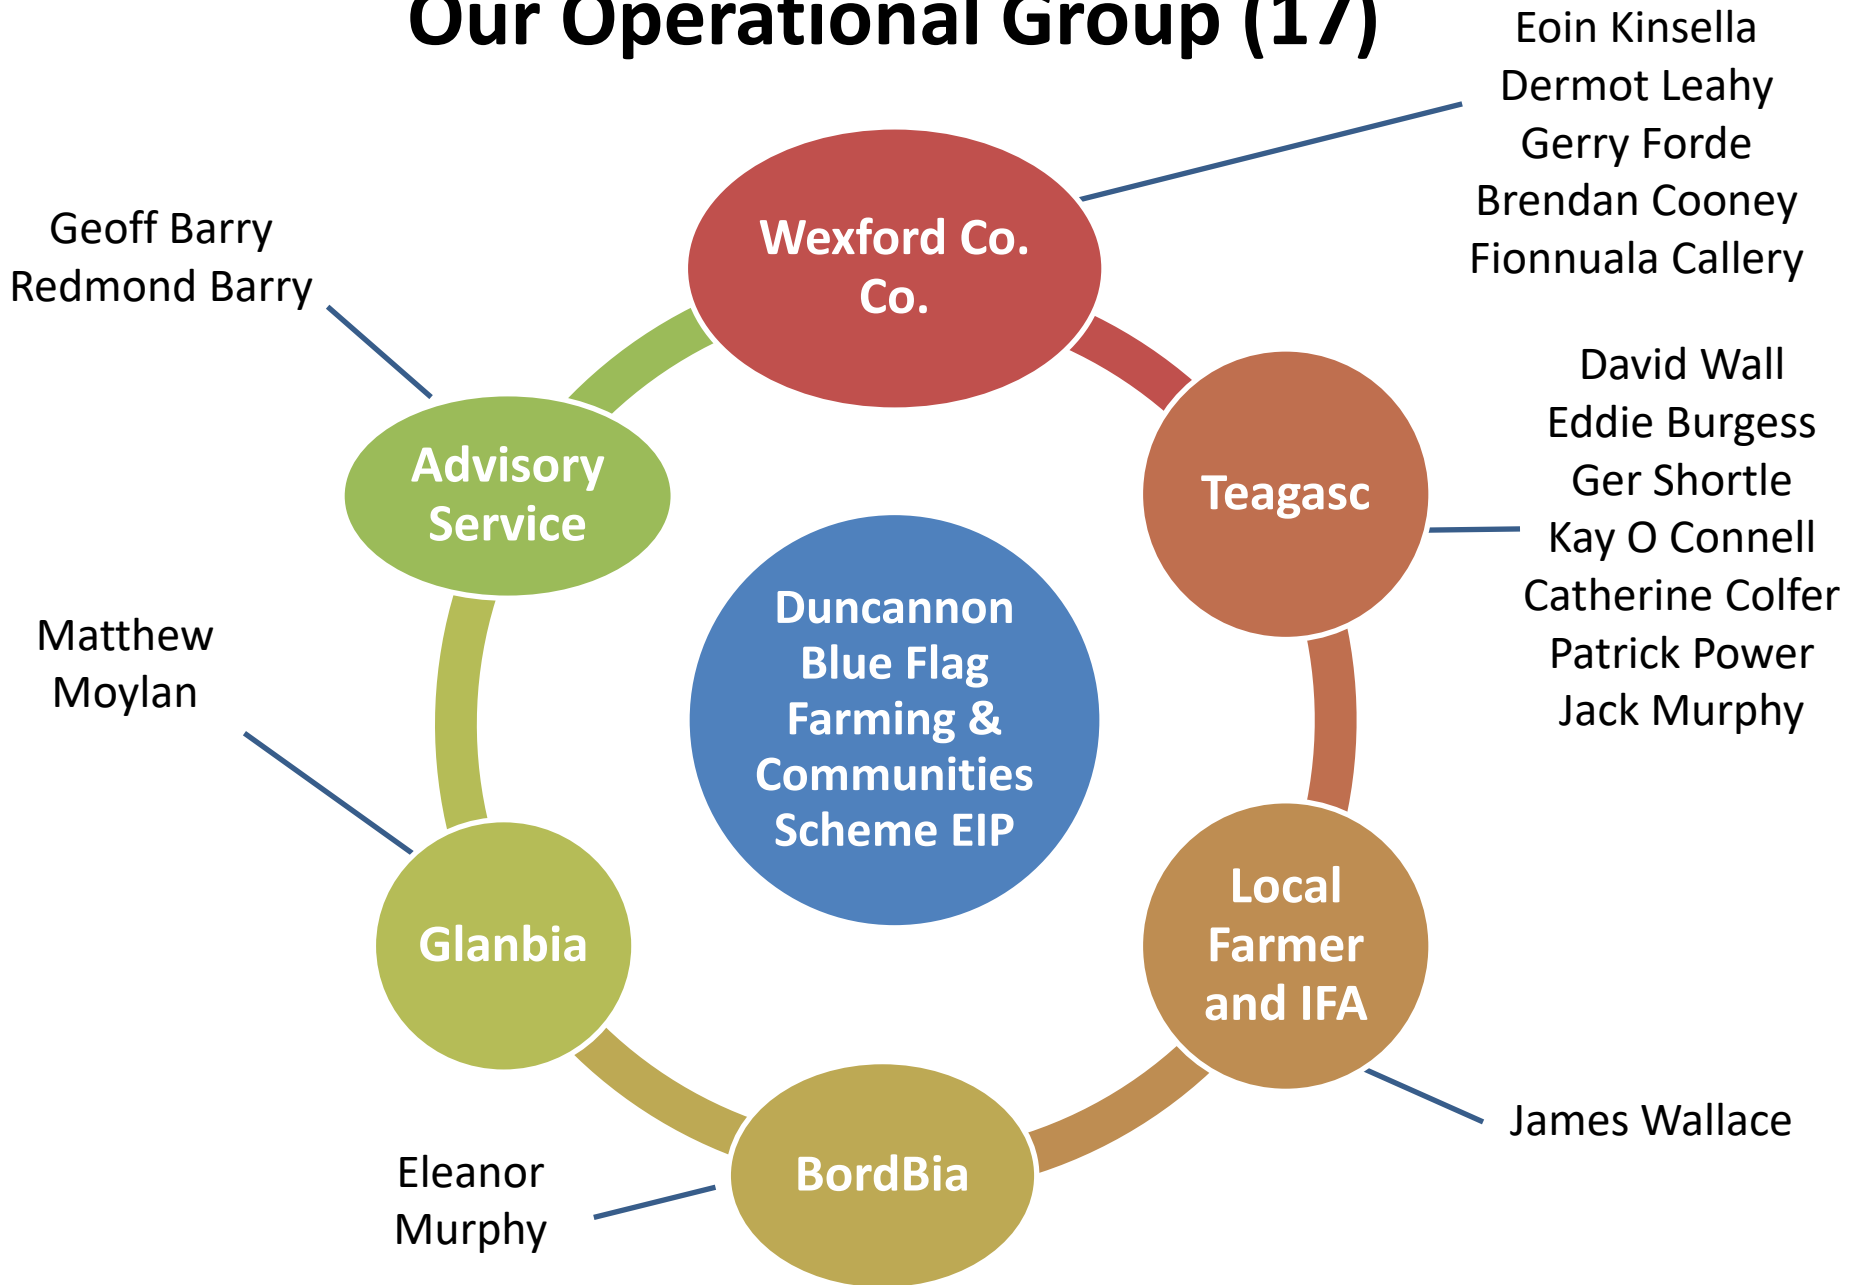 Our Operational Group (17)
Eoin Kinsella
Dermot Leahy
Gerry Forde
Brendan Cooney
Fionnuala Callery
Geoff Barry
Redmond Barry
Wexford Co.
Co.
David Wall
Eddie Burgess
Ger Shortle
Kay O Connell
Catherine Colfer
Patrick Power
Jack Murphy
Advisory
Service
Teagasc
Duncannon
Blue Flag
Farming &
Communities
Scheme EIP
Matthew
Moylan
Glanbia
Local
Farmer
and IFA
James Wallace
BordBia
Eleanor
Murphy